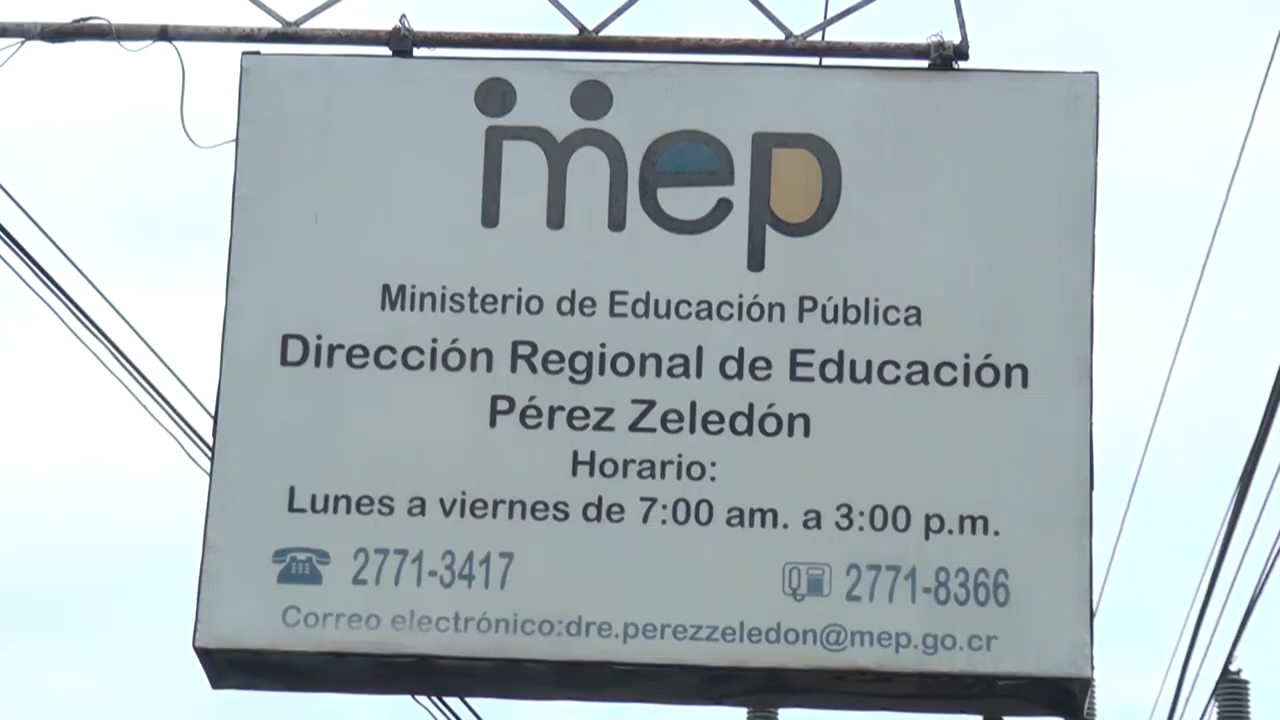 mep
Ministerio de Educación Pública
Dirección Regional de Educación
Pérez Zeledón
Horario:
Lunes a viernes de 7:00 am. a 3:00 p.m.
2771-3417 2771-8366
Correo electrónico:dre.perezzeledon@mep.go.cr